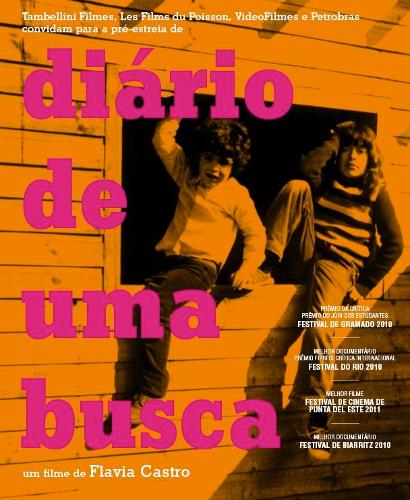 Tambellini Filmes, Les Films du Poisson, VideoFilmes e Petrobras
convidam para a pré-estreia de
diário
de
uma
busca
PRÊMIO DA CRÍTICA
PRÊMIO DO JÚRI DOS ESTUDANTES
FESTIVAL DE GRAMADO 2010
MELHOR DOCUMENTÁRIO
PRÊMIO FIPRESCI CRÍTICA INTERNACIONAL
FESTIVAL DO RIO 2010
MELHOR FILME
FESTIVAL DE CINEMA DE
PUNTA DEL ESTE 2011
MELHOR DOCUMENTÁRIO
FESTIVAL DE BIARRITZ 2010
um filme de Flavia Castro